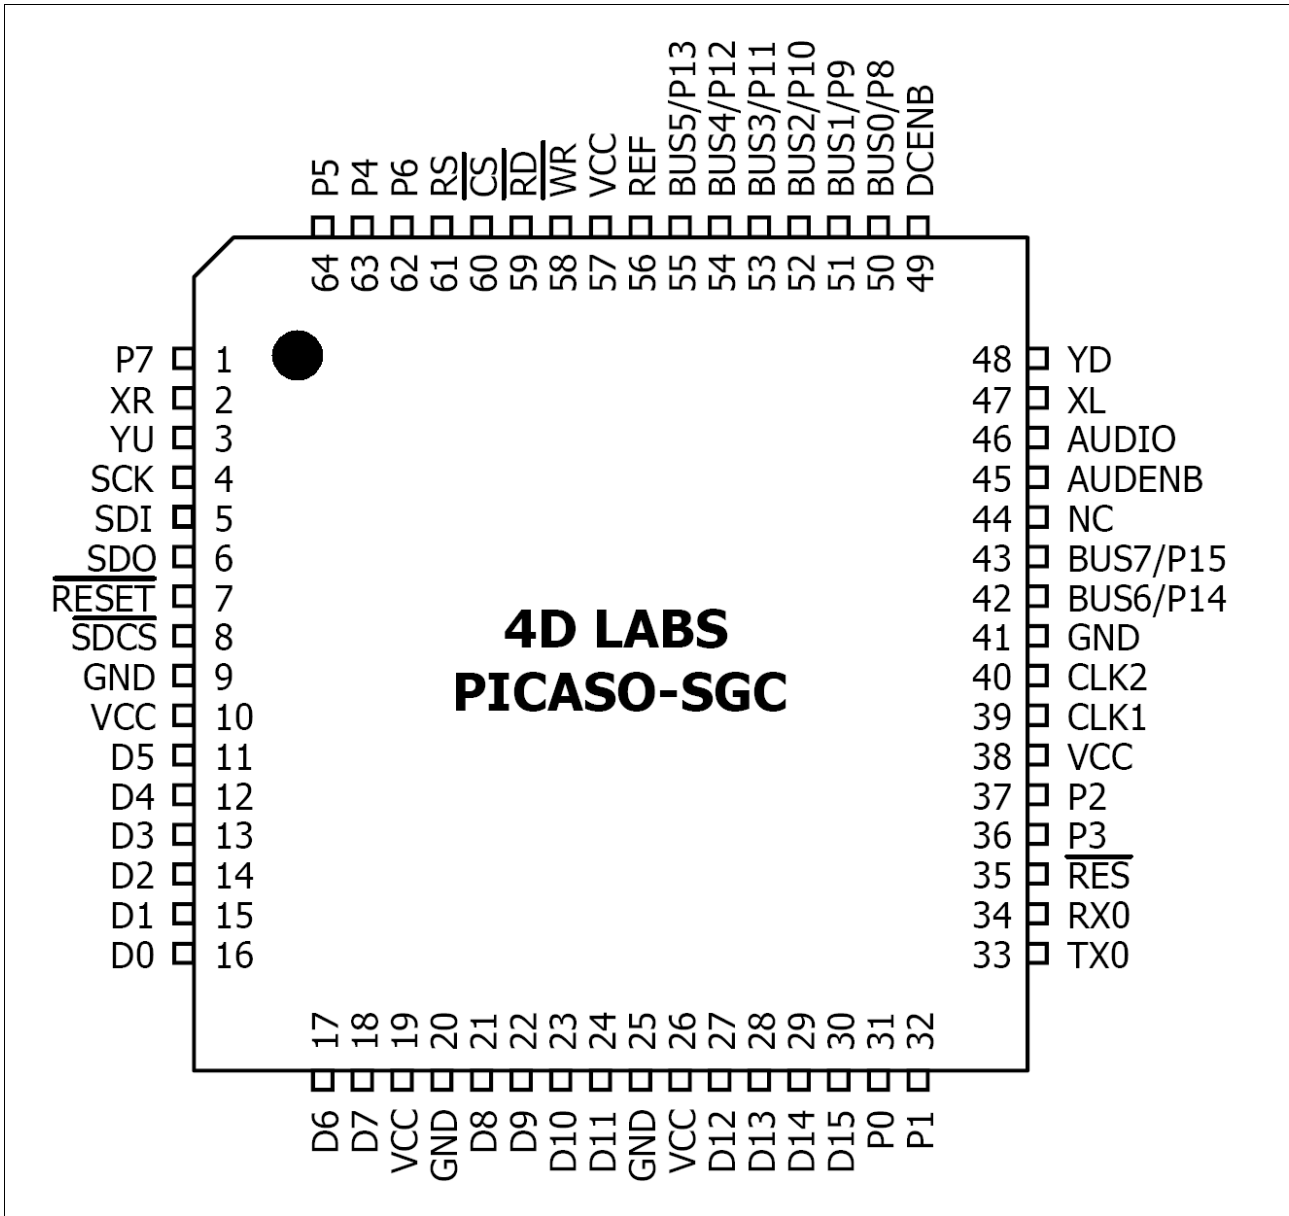 P5 P4 P6 RS CS RD WR VCC REF BUS5/P13 BUS4/P12 BUS3/P11 BUS2/P10 BUS1/P9 BUS0/P8 DCENB
64 63 62 61 60 59 58 57 56 55 54 53 52 51 50 49
P7 1 48 YD
XR 2 47 XL
YU 3 46 AUDIO
SCK 4 45 AUDENB
SDI 5 44 NC
SDO 6 43 BUS7/P15
RESET 7 42 BUS6/P14
SDCS 8 41 GND
GND 9 40 CLK2
VCC 10 39 CLK1
D5 11 38 VCC
D4 12 37 P2
D3 13 36 P3
D2 14 35 RES
D1 15 34 RX0
D0 16 33 TX0
4D LABS
PICASO-SGC
17 18 19 20 21 22 23 24 25 26 27 28 29 30 31 32
D6 D7 VCC GND D8 D9 D10 D11 GND VCC D12 D13 D14 D15 P0 P1